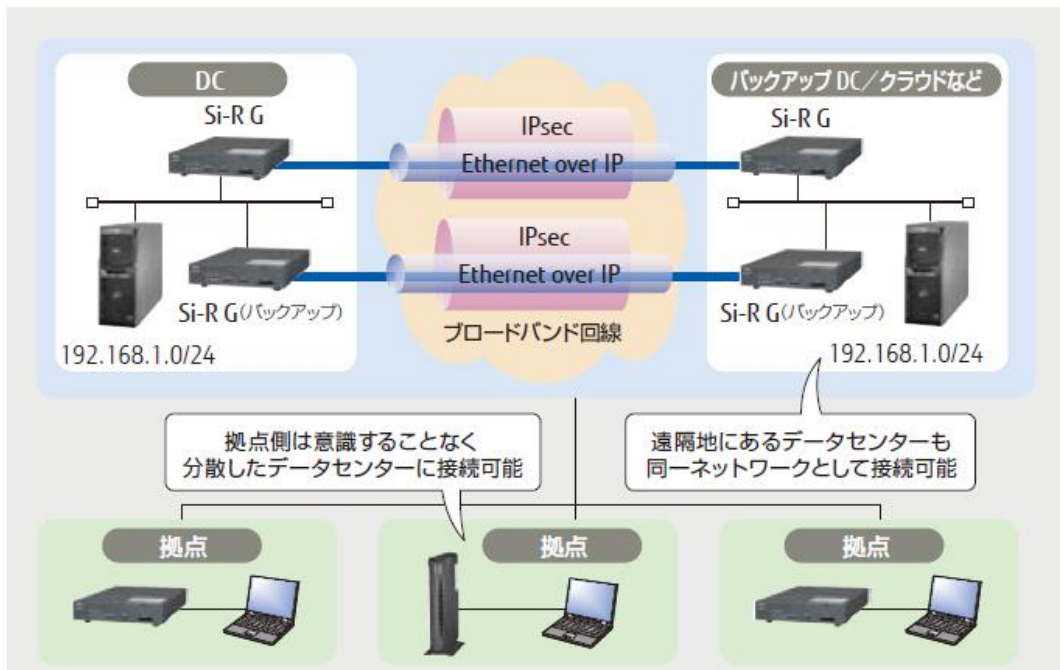 DC
バックアップ DC/クラウドなど
Si-R G
Si-R G
IPsec
Ethernet over IP
IPsec
Ethernet over IP
Si-R G(バックアップ)
Si-R G(バックアップ)
ブロードバンド回線
192.168.1.0/24
192.168.1.0/24
拠点側は意識することなく
分散したデータセンターに接続可能
遠隔地にあるデータセンターも
同一ネットワークとして接続可能
拠点
拠点
拠点